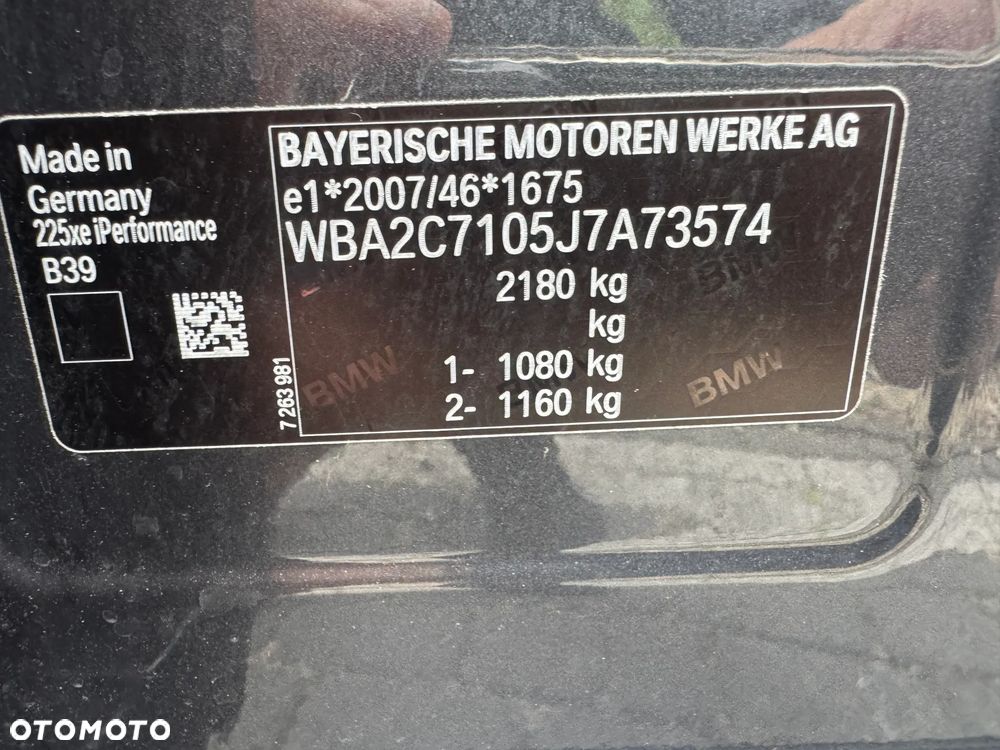 Made in
Germany
225xe iPerformance
B39
7 263 981
BAYERISCHE MOTOREN WERKE AG
e1*2007/46*1675
WBA2C7105J7A73574
2180 kg
kg
1- 1080 kg
2- 1160 kg
BMW
BMW
BMW
OTOMOTO